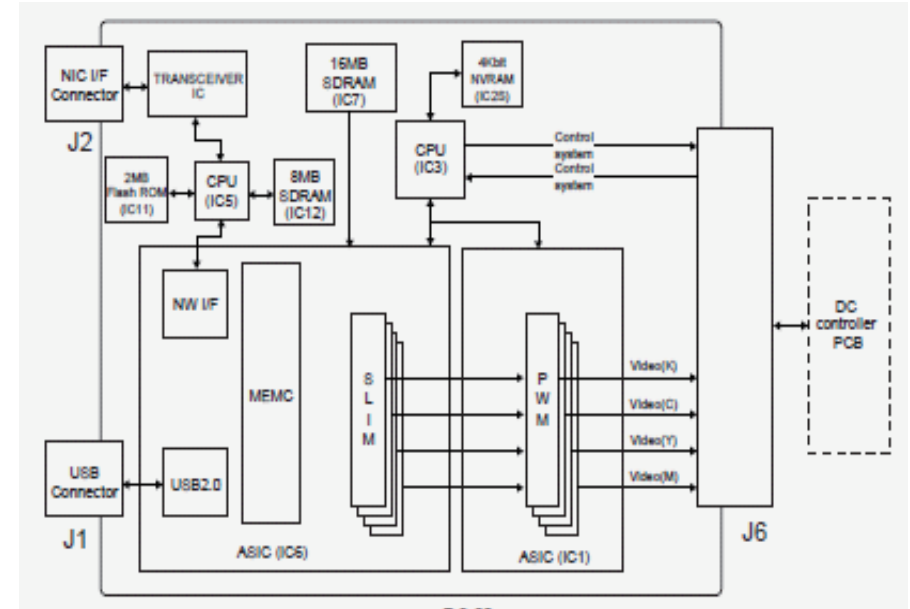 NIC I/F
Connector
J2
TRANSCEIVER
IC
16MB
SDRAM
(IC7)
4Kbit
NVRAM
(IC25)
CPU
(IC3)
Control
system
Control
system
2MB
Flash ROM
(IC11)
CPU
(IC5)
8MB
SDRAM
(IC12)
NW I/F
MEMC
S
L
I
M
P
W
M
Video(K)
Video(C)
Video(Y)
Video(M)
DC
controller
PCB
USB
Connector
J1
USB2.0
ASIC (IC6)
ASIC (IC1)
J6